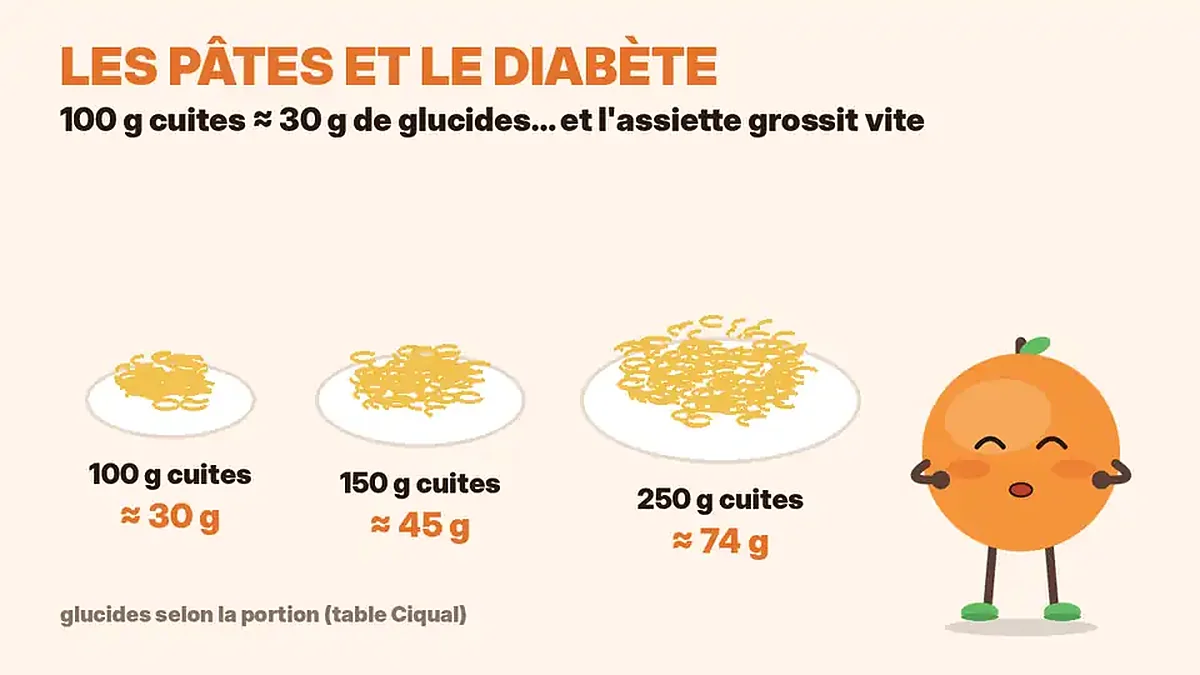 LES PÂTES ET LE DIABÈTE
100 g cuites ≈ 30 g de glucides... et l'assiette grossit vite
100 g cuites
≈ 30 g
150 g cuites
≈ 45 g
250 g cuites
≈ 74 g
glucides selon la portion (table Ciqual)